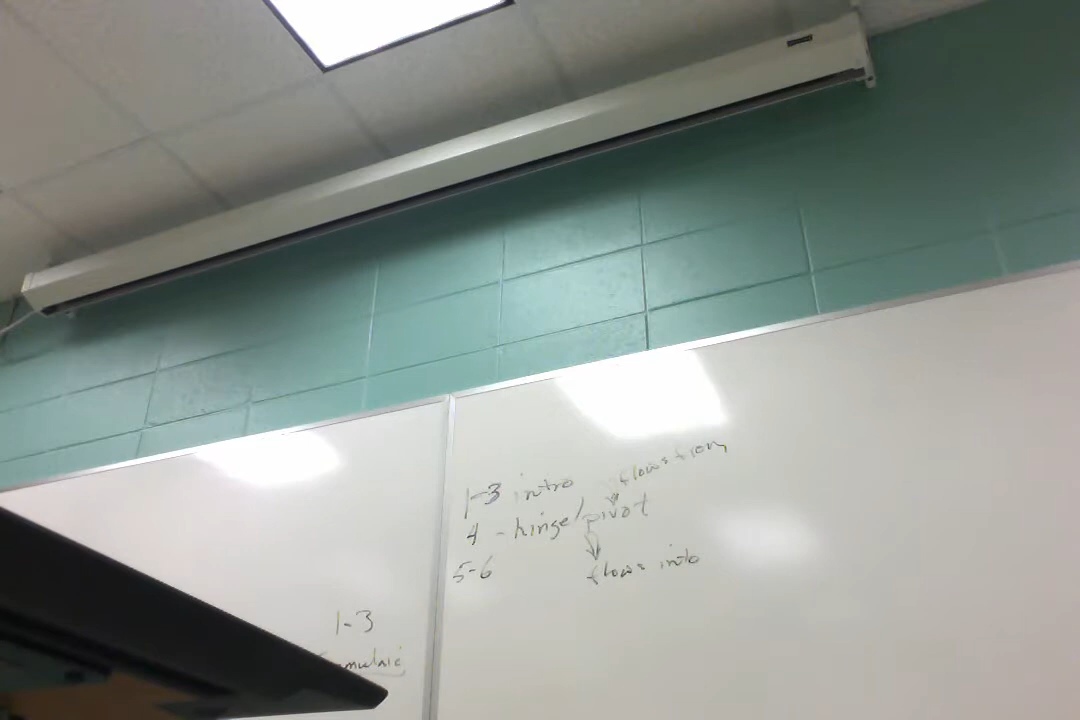 1-3 intro flows from
4 - hinge/pivot
5-6 flows into
1-3